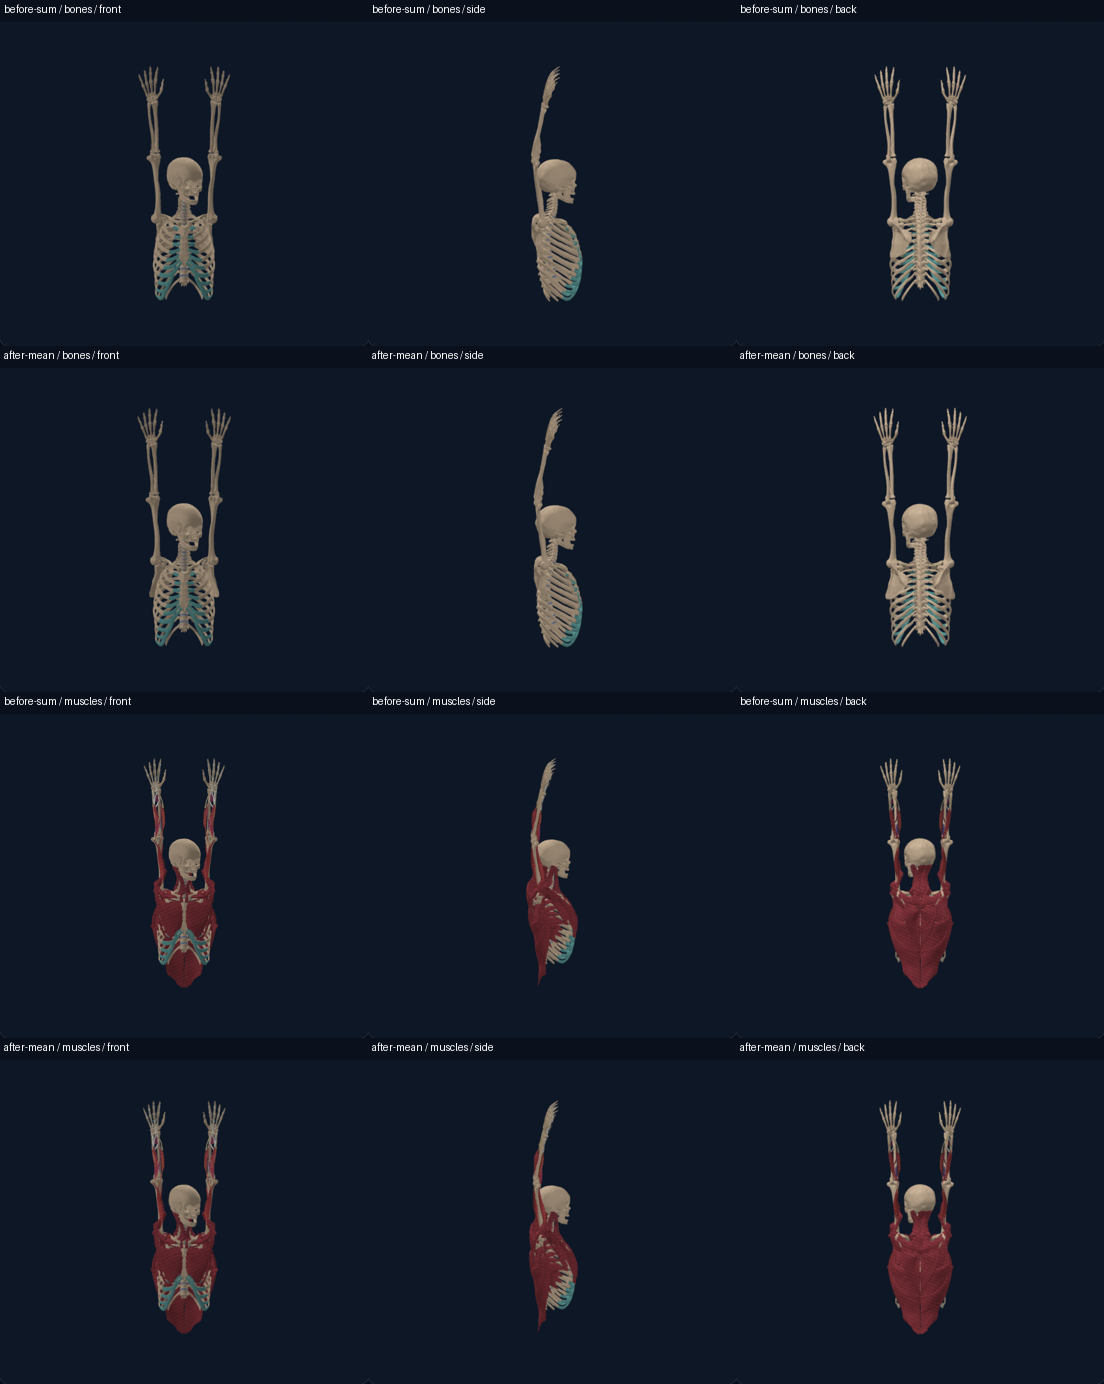 before-sum / bones / front
before-sum / bones / side
before-sum / bones / back
after-mean / bones / front
after-mean / bones / side
after-mean / bones / back
before-sum / muscles / front
before-sum / muscles / side
before-sum / muscles / back
after-mean / muscles / front
after-mean / muscles / side
after-mean / muscles / back